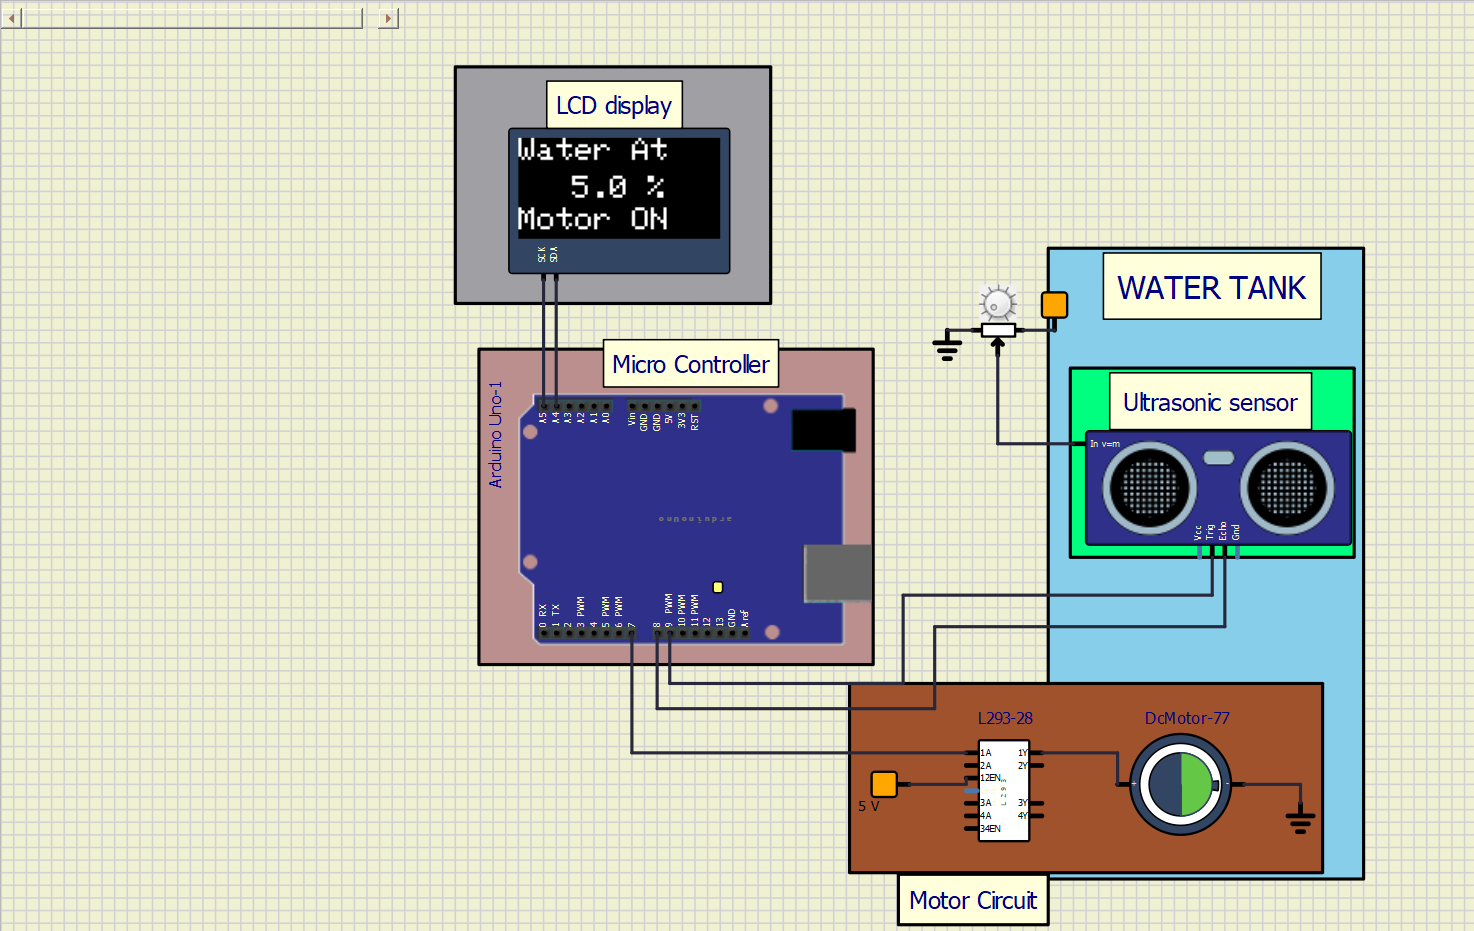 LCD display
Water At
5.0 %
Motor ON
SCK
SDA
WATER TANK
Micro Controller
Arduino Uno-1
A5
A4
A3
A2
A1
A0
Vin
GND
GND
5V
3V3
RST
Ultrasonic sensor
In v=m
Vcc
Trig
Echo
Gnd
arduinoUno
0 RX
1 TX
2
3 PWM
4
5 PWM
6 PWM
7
8
9 PWM
10 PWM
11 PWM
12
13
GND
A ref
L293-28
DcMotor-77
1A
2A
12EN
3A
4A
34EN
1Y
2Y
3Y
4Y
L293
+
-
5 V
Motor Circuit